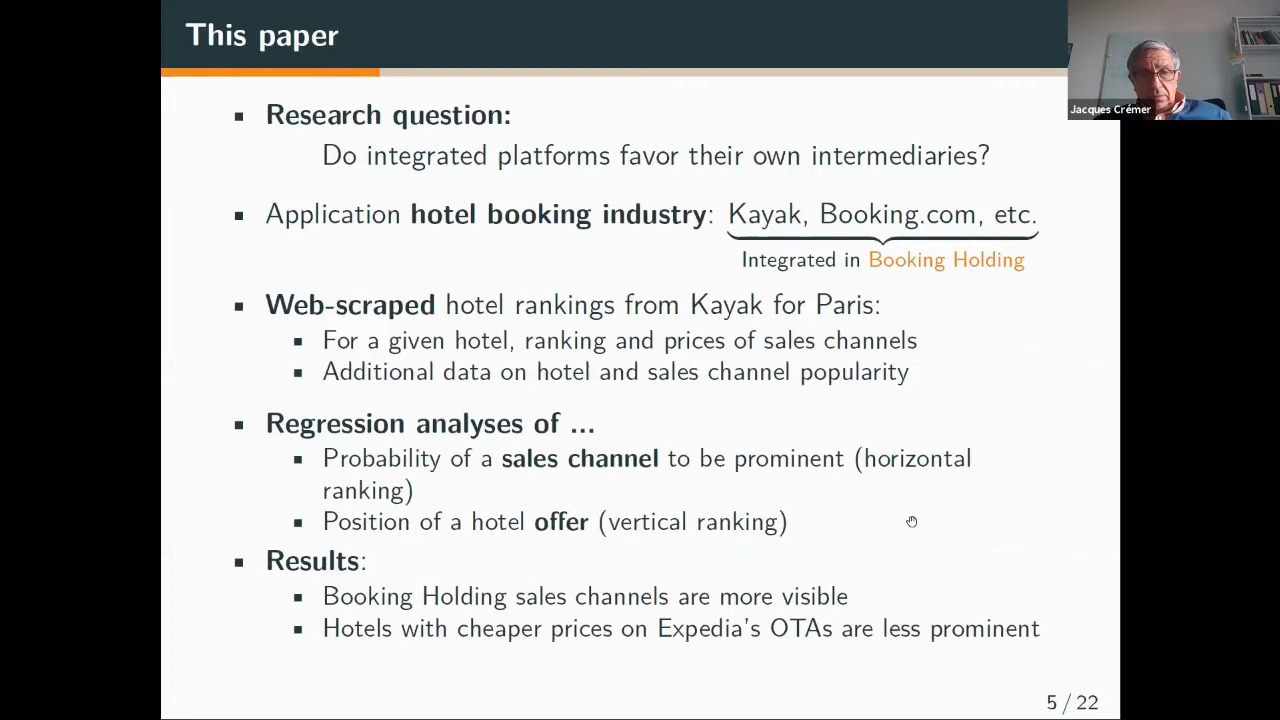 This paper
Jacques Crémer
▪ Research question:
Do integrated platforms favor their own intermediaries?
▪ Application hotel booking industry: Kayak, Booking.com, etc.
Integrated in Booking Holding
▪ Web-scraped hotel rankings from Kayak for Paris:
▪ For a given hotel, ranking and prices of sales channels
▪ Additional data on hotel and sales channel popularity
▪ Regression analyses of ...
▪ Probability of a sales channel to be prominent (horizontal
ranking)
▪ Position of a hotel offer (vertical ranking)
▪ Results:
▪ Booking Holding sales channels are more visible
▪ Hotels with cheaper prices on Expedia's OTAs are less prominent
5 / 22